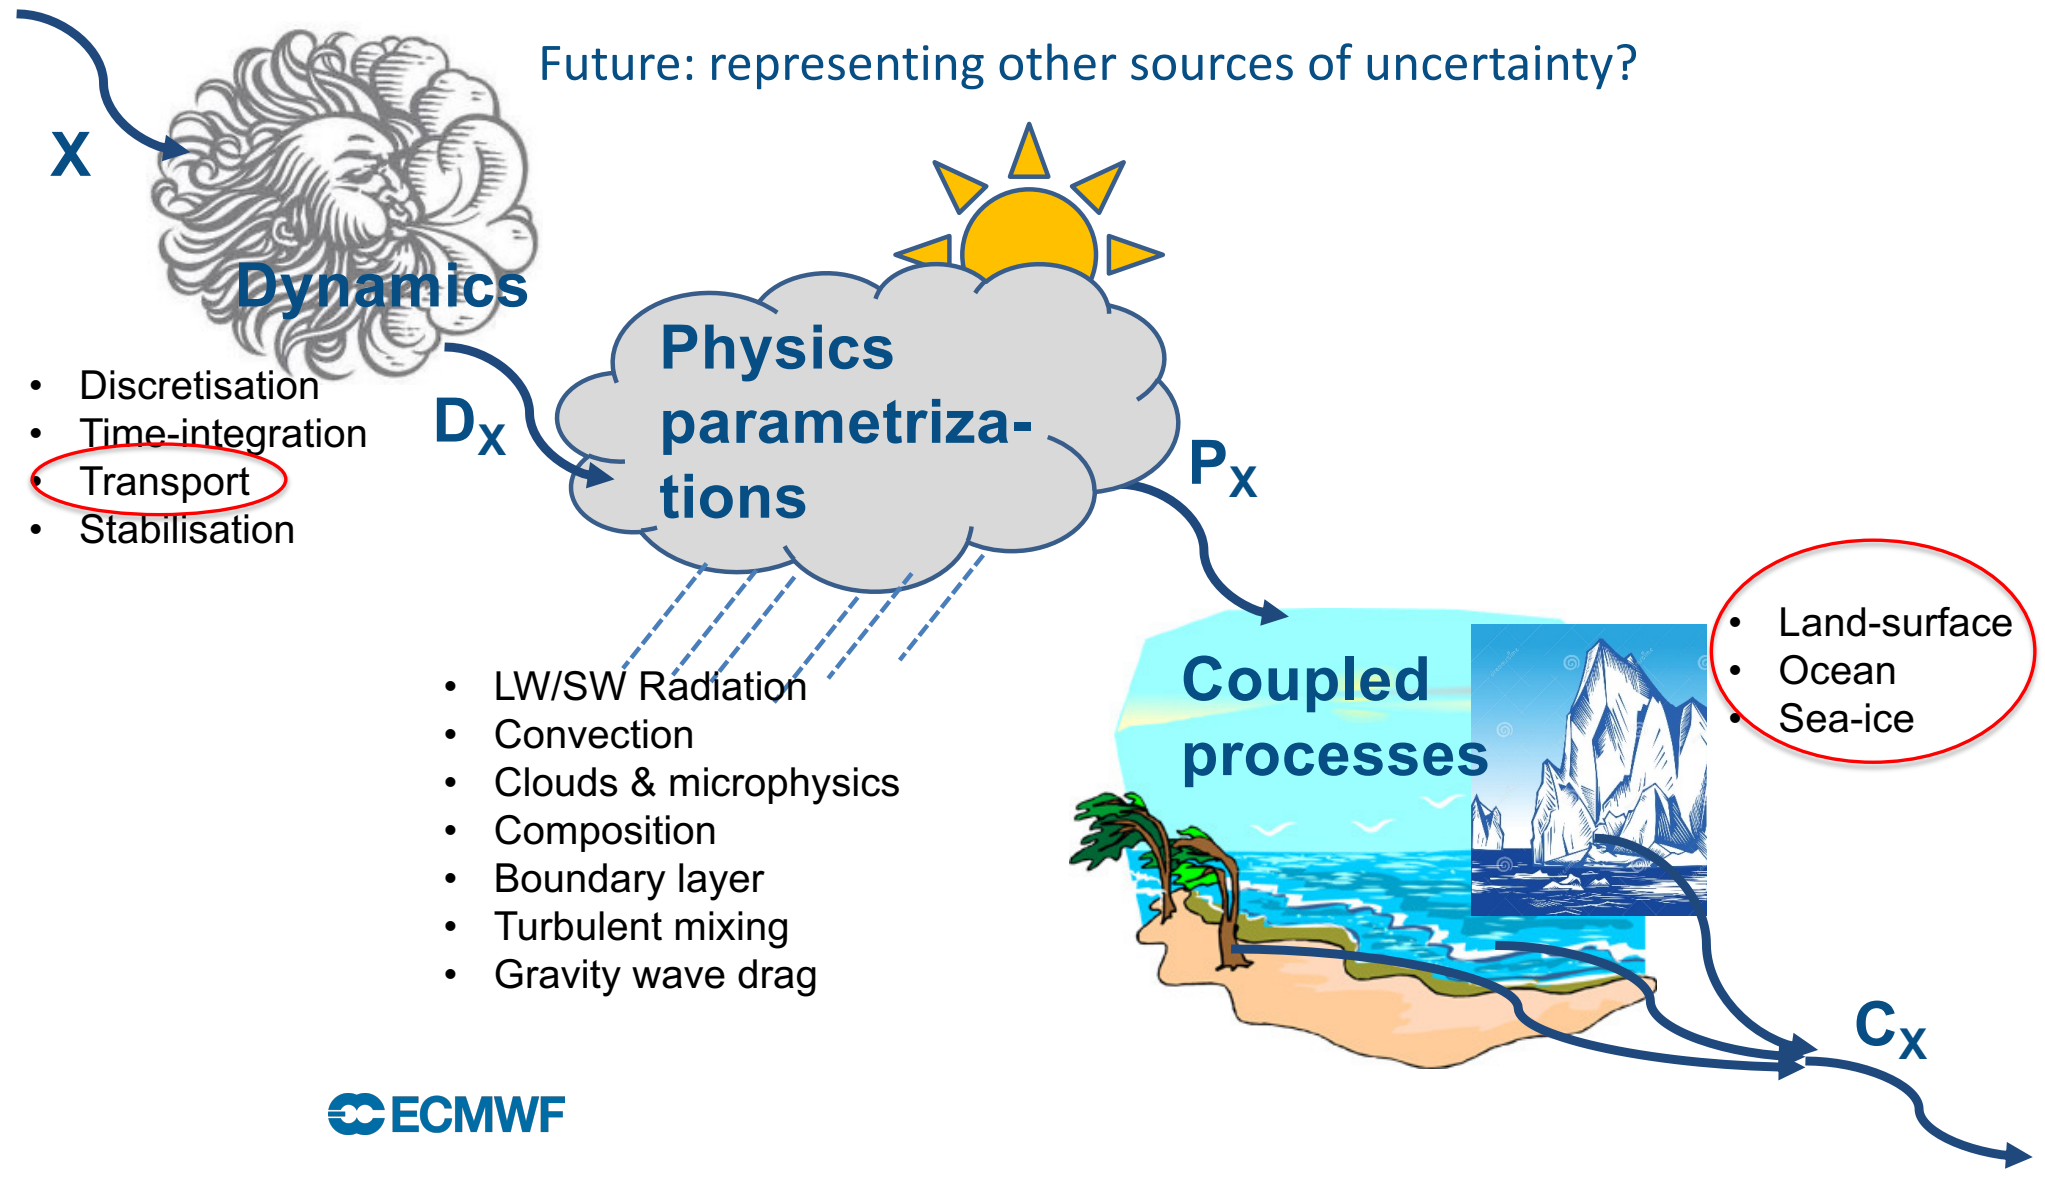 Future: representing other sources of uncertainty?
X
Dynamics
• Discretisation
• Time-integration
• Transport
• Stabilisation
DX
Physics
parametriza-
tions
PX
• LW/SW Radiation
• Convection
• Clouds & microphysics
• Composition
• Boundary layer
• Turbulent mixing
• Gravity wave drag
Coupled
processes
• Land-surface
• Ocean
• Sea-ice
CX
ECMWF